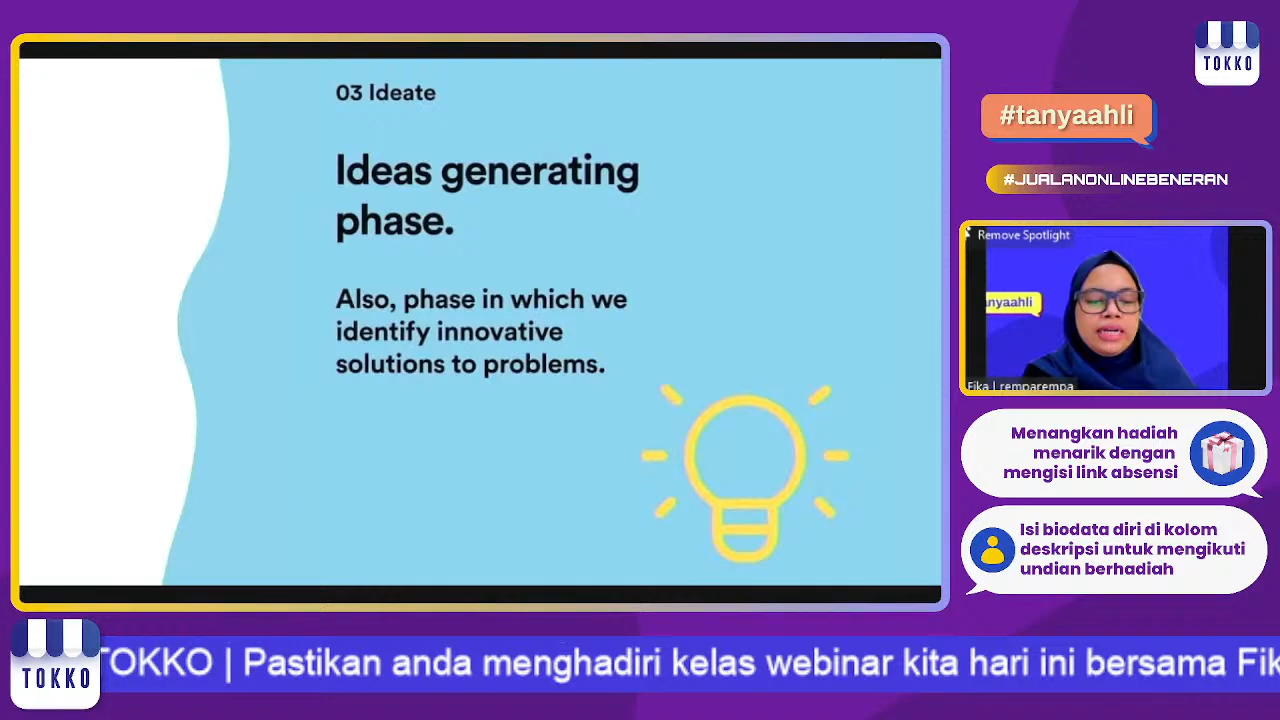 03 Ideate
Ideas generating
phase.
Also, phase in which we
identify innovative
solutions to problems.
TOKKO
#tanyaahli
#JUALANONLINEBENERAN
Remove Spotlight
anyaahli
Fika | remparempa
Menangkan hadiah
menarik dengan
mengisi link absensi
Isi biodata diri di kolom
deskripsi untuk mengikuti
undian berhadiah
TOKKO
TOKKO | Pastikan anda menghadiri kelas webinar kita hari ini bersama Fik